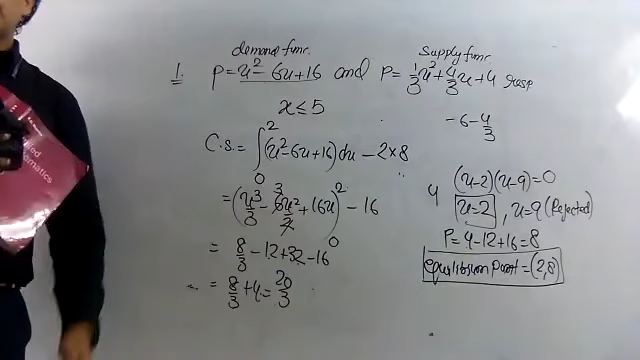 demand func. supply func.
1. P = x² - 6x + 16 and P = 1/3 x² + 4/3 x + 4 resp
x ≤ 5
- 6 - 4/3
C.S. = ∫₀² (x² - 6x + 16) dx - 2×8
= (x³/3 - 6x²/2 + 16x)₀² - 16
= 8/3 - 12 + 32 - 16
= 8/3 + 4 = 20/3
(x-2)(x-9) = 0
x = 2, x = 9 (Rejected)
P = 4 - 12 + 16 = 8
equilibrium point = (2,8)